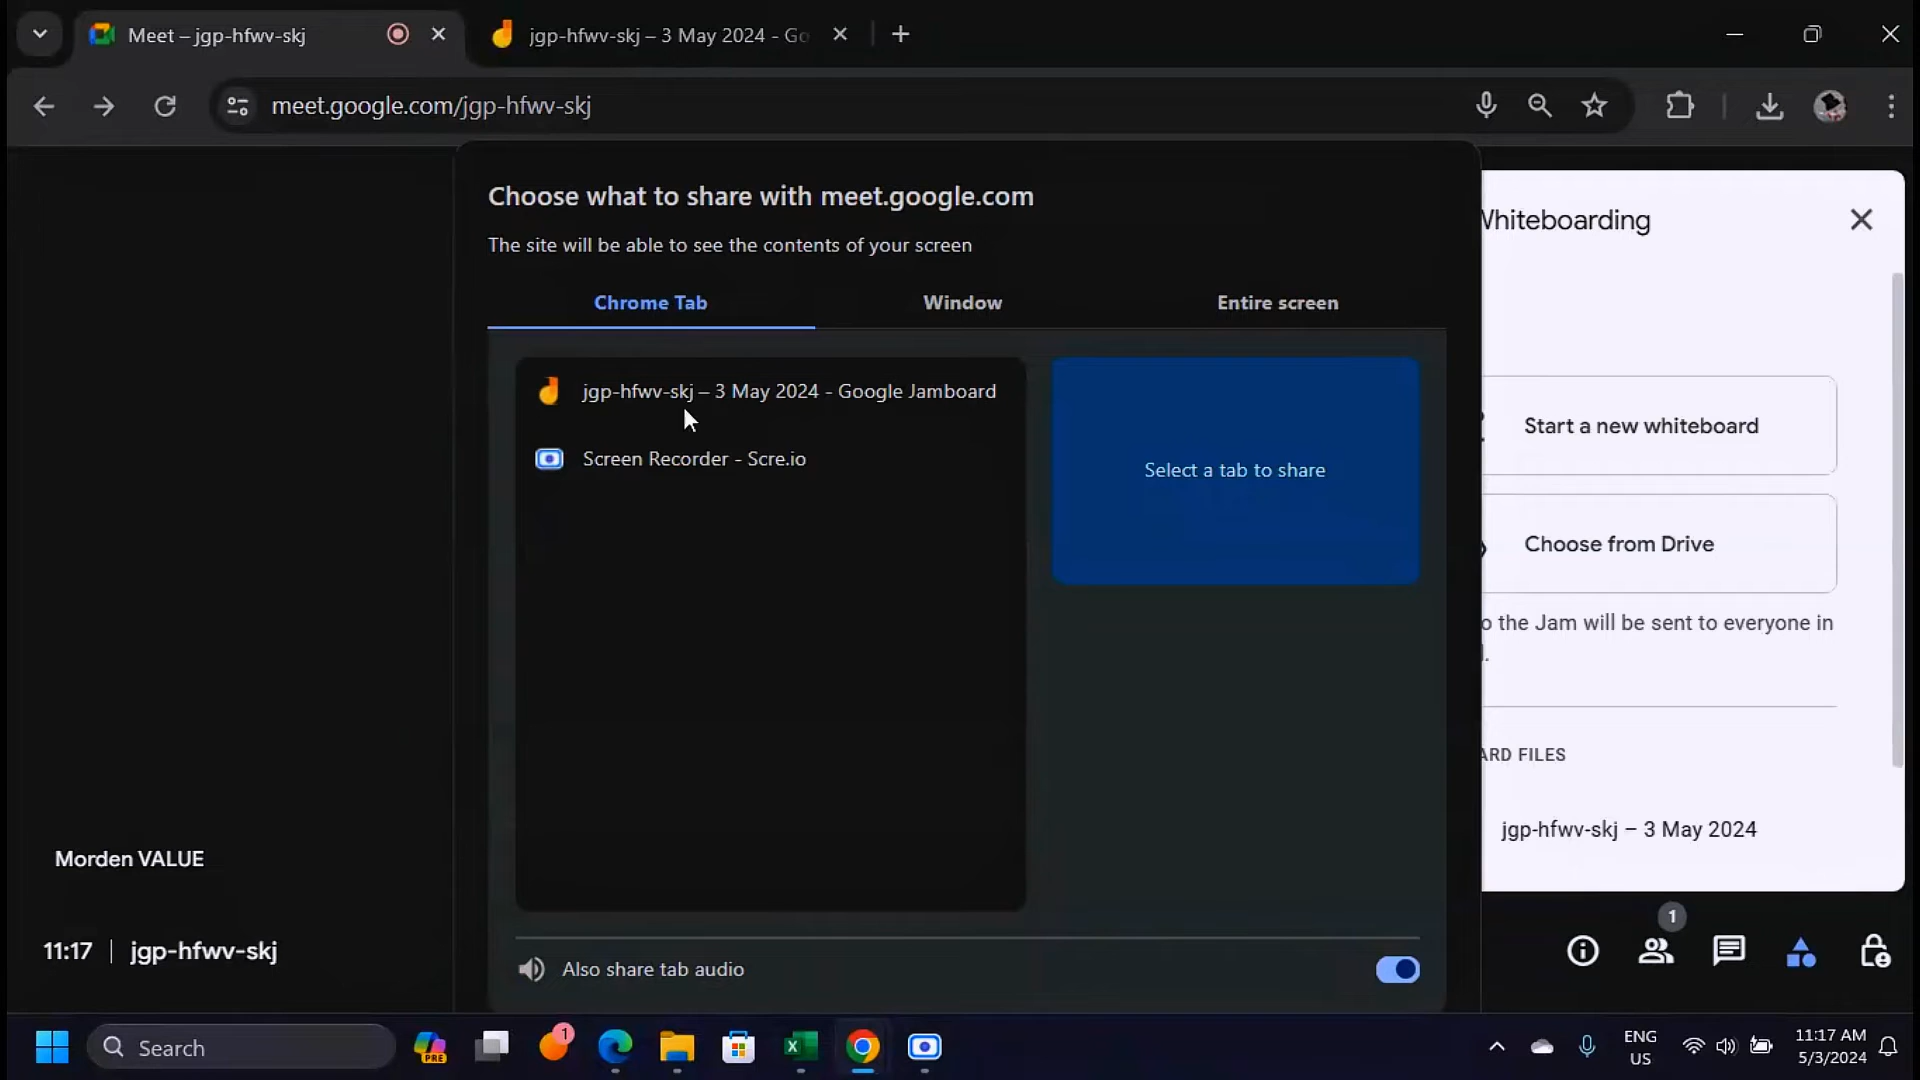 Meet – jgp-hfwv-skj
jgp-hfwv-skj – 3 May 2024 - Go
meet.google.com/jgp-hfwv-skj
Choose what to share with meet.google.com
The site will be able to see the contents of your screen
Chrome Tab
Window
Entire screen
jgp-hfwv-skj – 3 May 2024 - Google Jamboard
Screen Recorder - Scre.io
Select a tab to share
Also share tab audio
Whiteboarding
Start a new whiteboard
Choose from Drive
o the Jam will be sent to everyone in
l.
ARD FILES
jgp-hfwv-skj – 3 May 2024
Morden VALUE
11:17 | jgp-hfwv-skj
1
Search
PRE
1
ENG
US
11:17 AM
5/3/2024